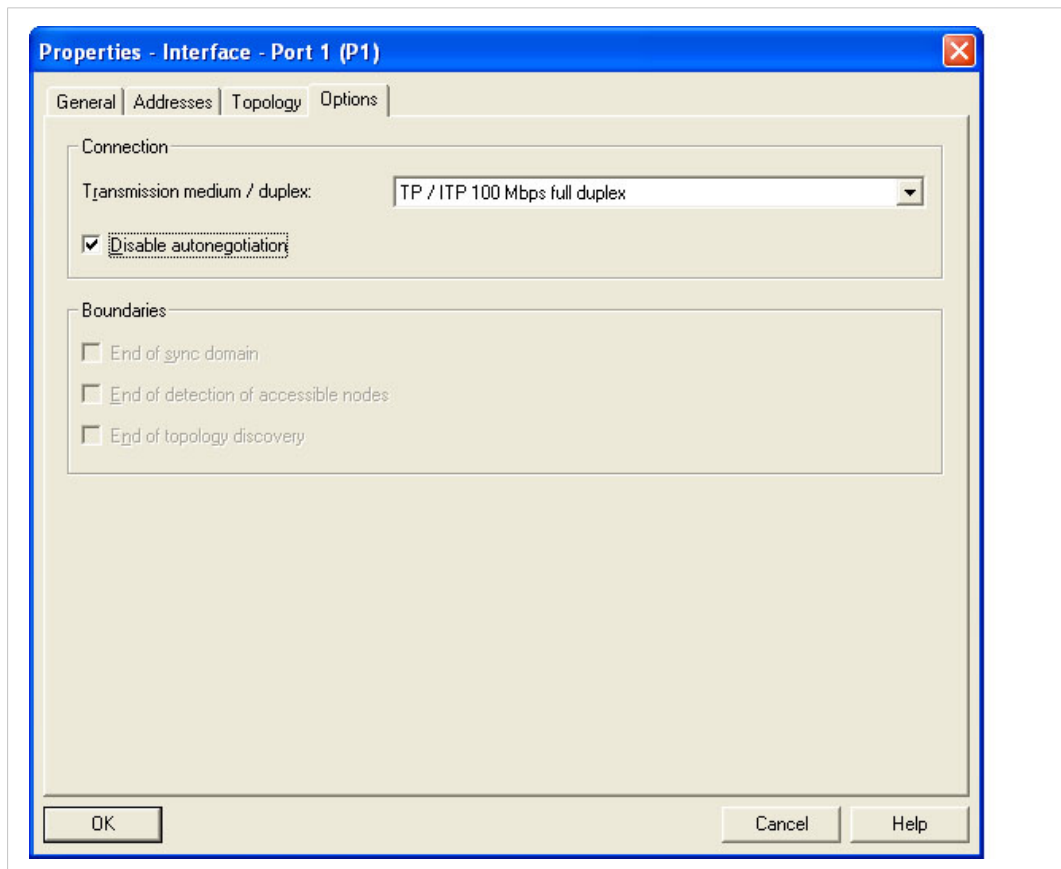 Properties - Interface - Port 1 (P1)
General Addresses Topology Options
Connection
Transmission medium / duplex: TP / ITP 100 Mbps full duplex
Disable autonegotiation
Boundaries
End of sync domain
End of detection of accessible nodes
End of topology discovery
OK Cancel Help